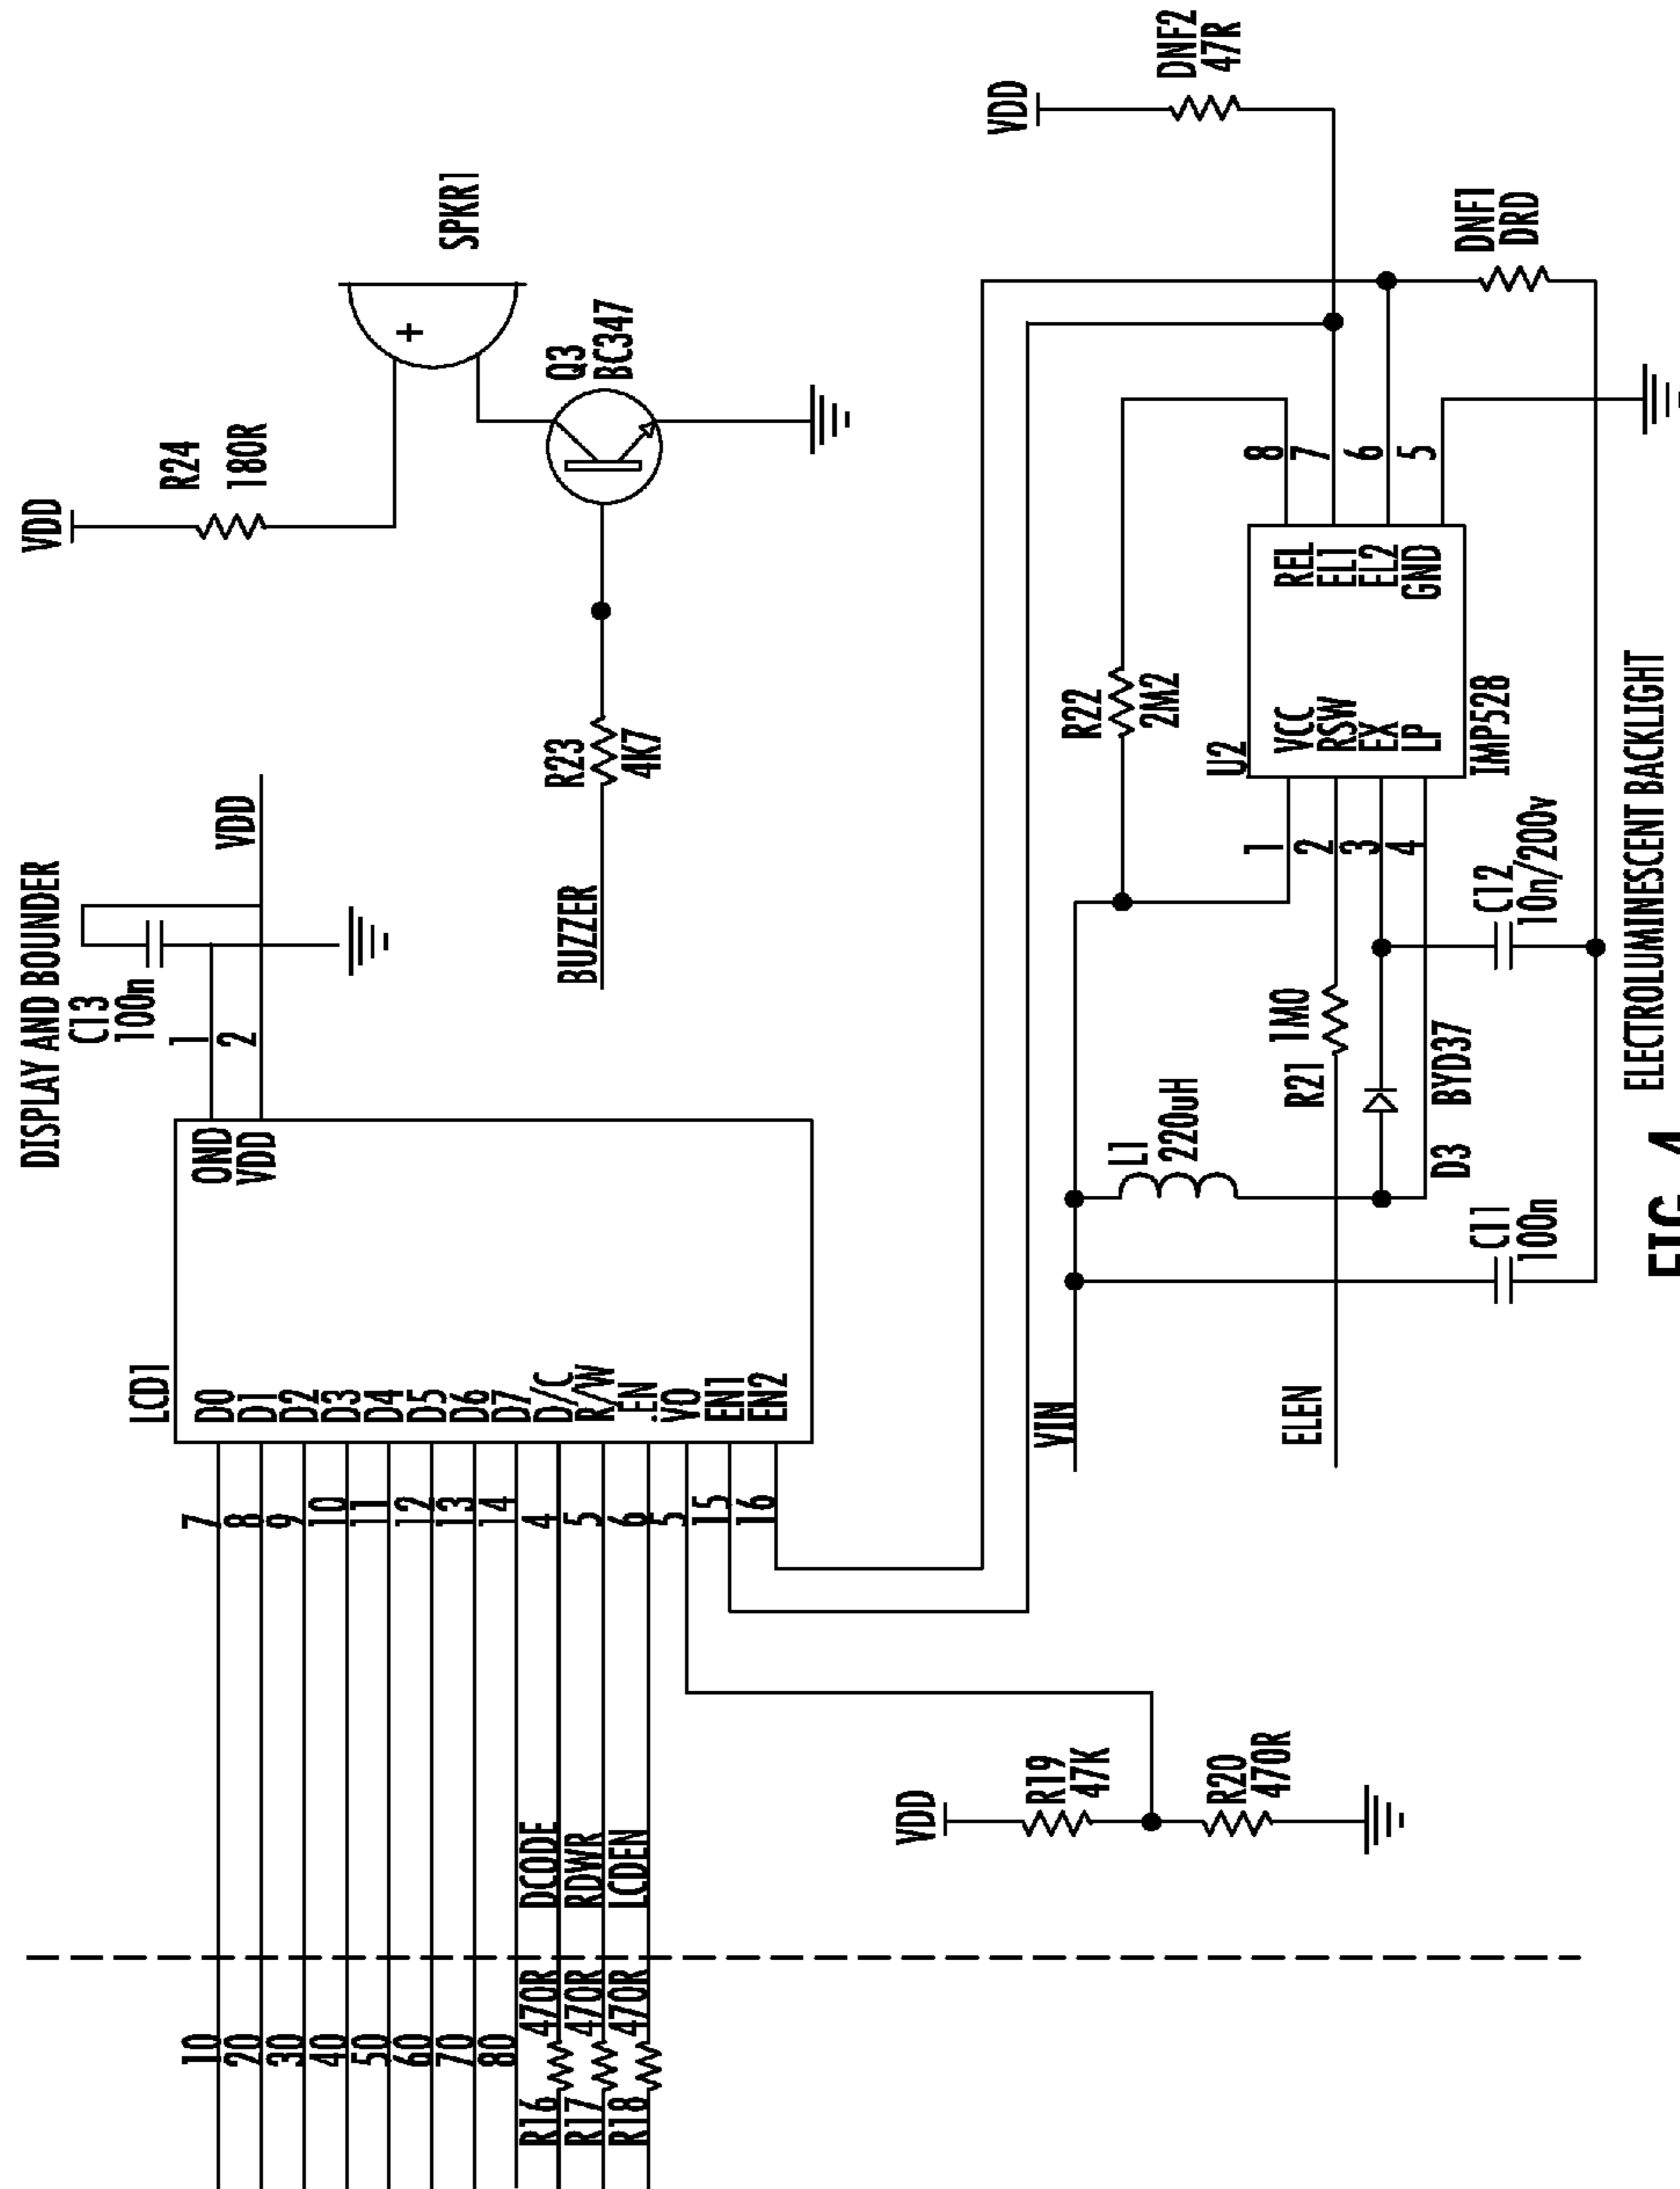 DISPLAY AND BOUNDER
C13
100n
1
2
VDD
LCD1
OND
VDD
D0
D1
D2
D3
D4
D5
D6
D7
D/C
R/W
.EN
VO
EN1
EN2
7
8
9
10
11
12
13
14
4
5
6
5
15
16
10
20
30
40
50
60
70
80
R16 470R DCODE
R17 470R RDWR
R18 470R LCDEN
VDD
R24
180R
SPKR1
+
Q3
BC347
BUZZER
R23
4K7
VDD
R19
47K
R20
470R
VIN
ELEN
L1
220uH
R21 1M0
D3 BYD37
C11
100n
C12
10n/200v
R22
2M2
U2
VCC REL
RSW EL1
EX EL2
LP GND
IMP528
1
2
3
4
8
7
6
5
VDD
DNF2
47R
DNF1
DRD
ELECTROLUMINESCENT BACKLIGHT